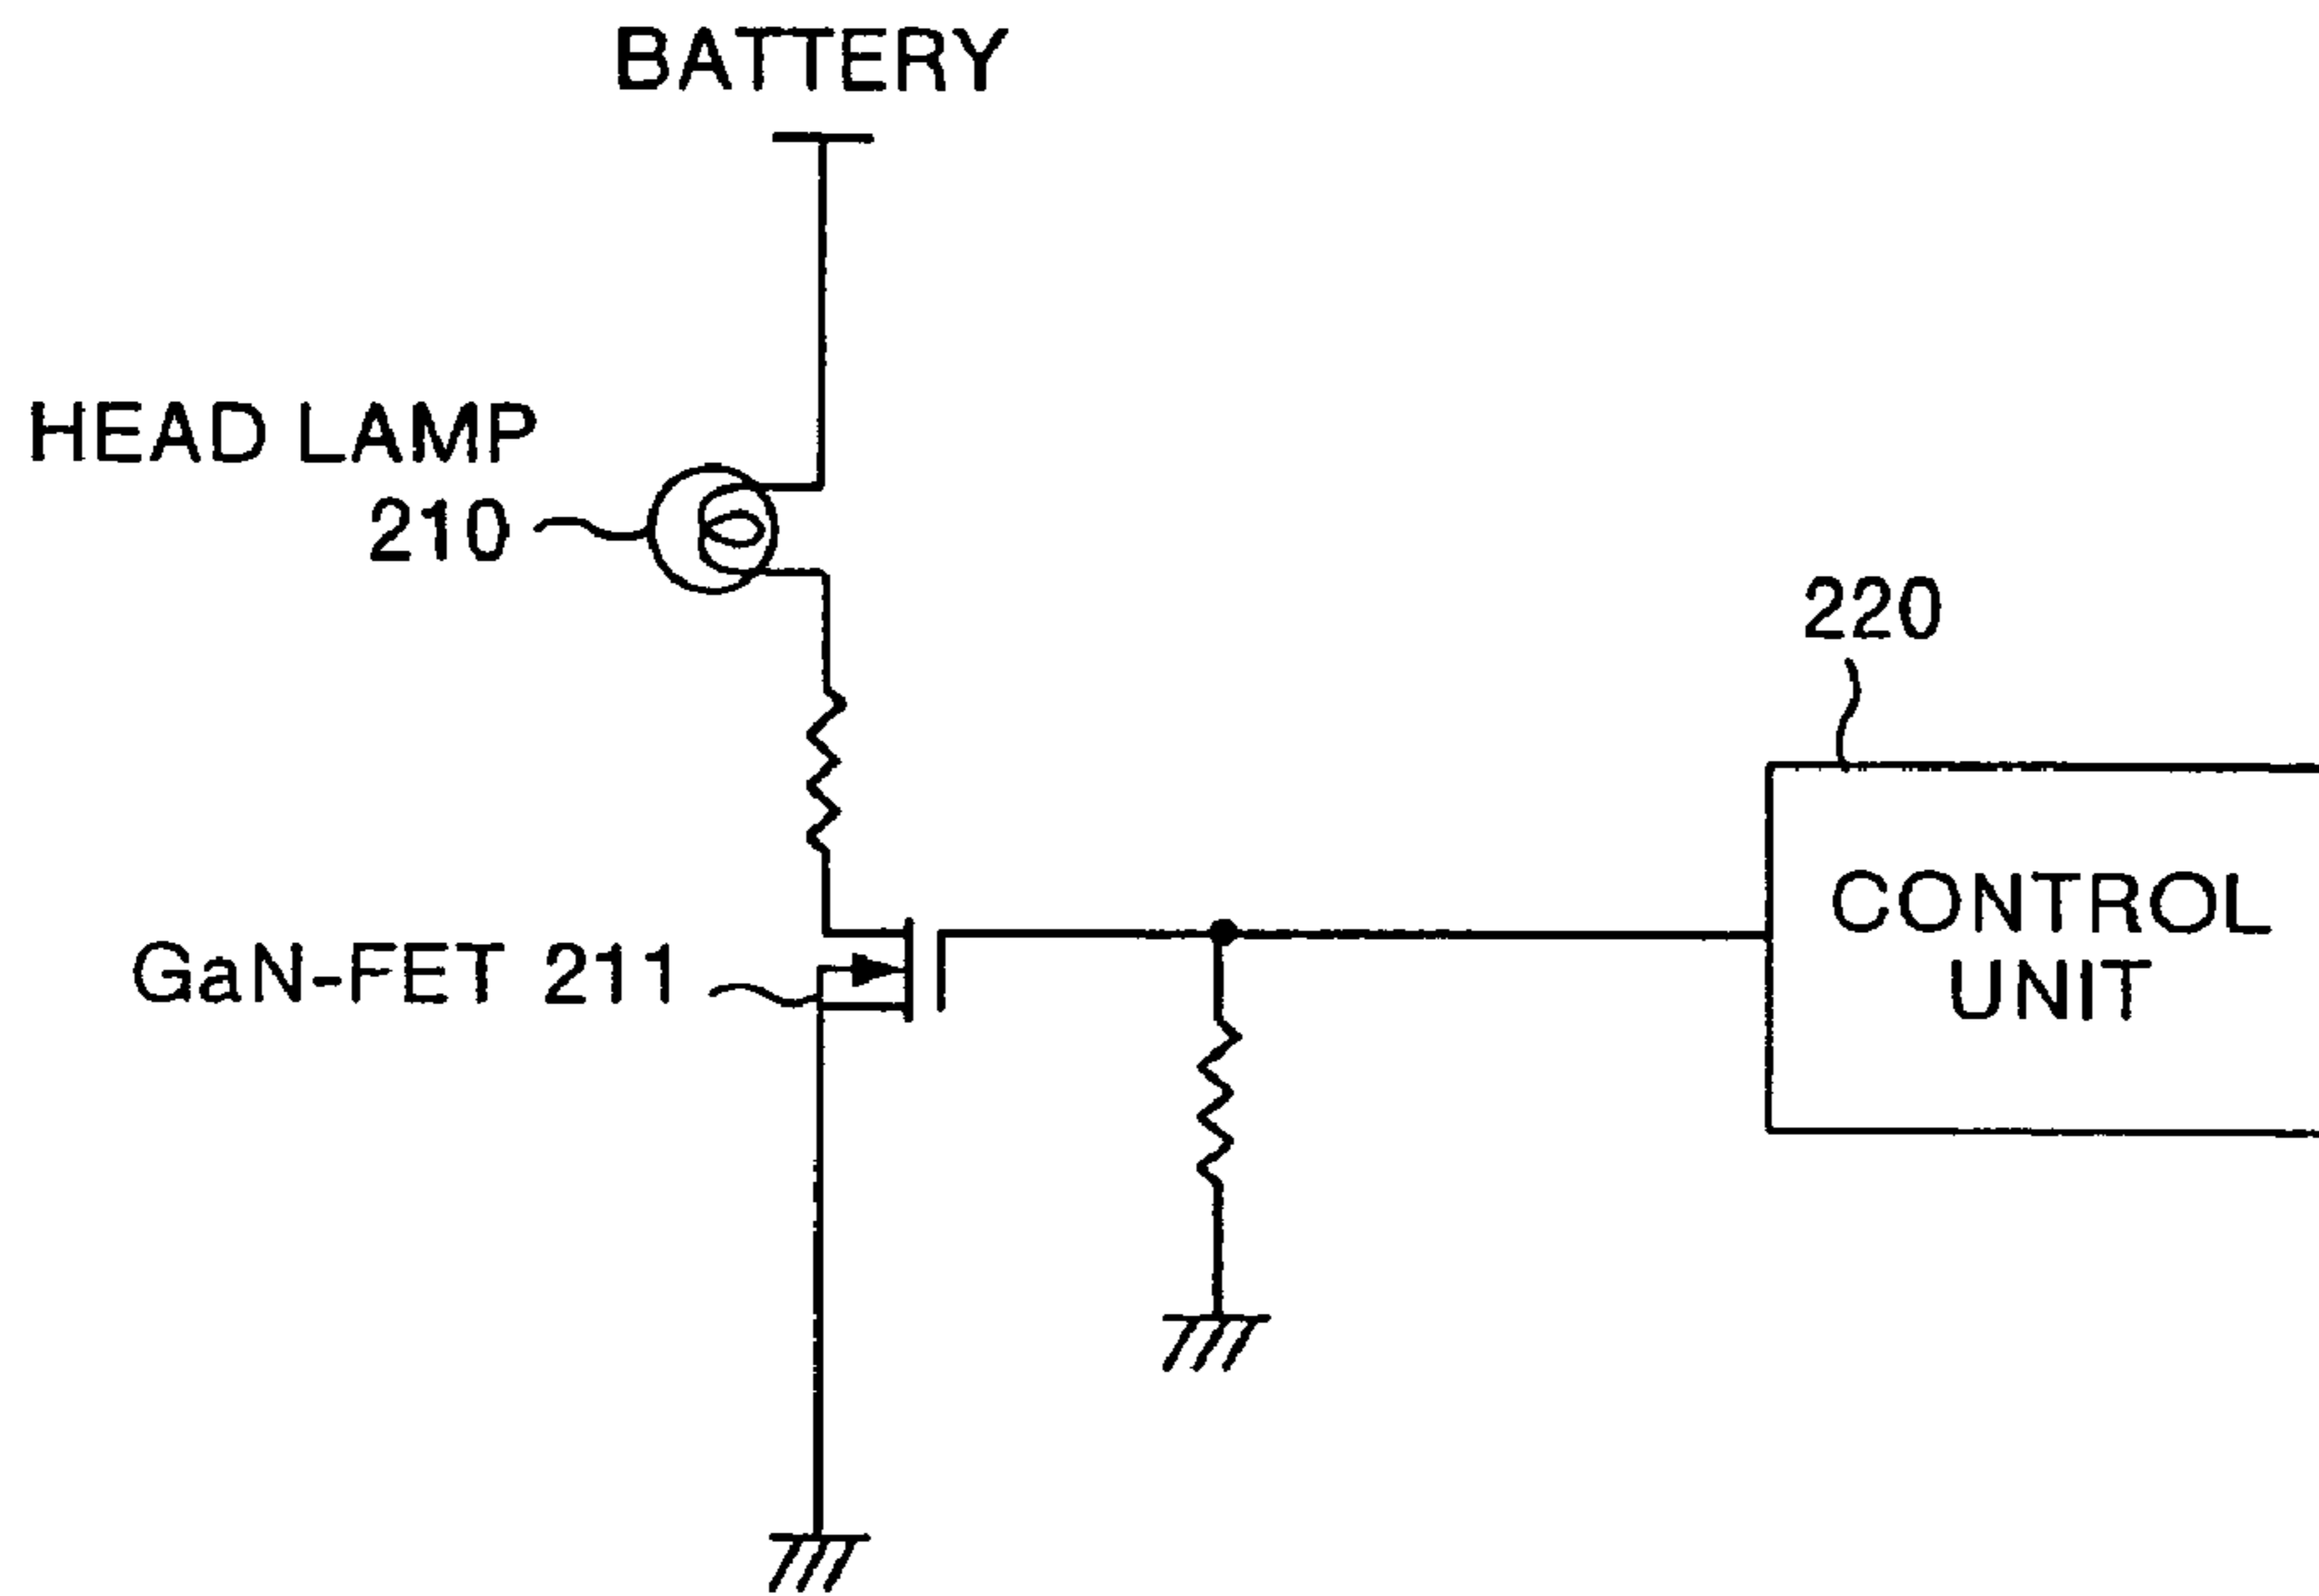 BATTERY
HEAD LAMP
210
220
CONTROL
UNIT
GaN-FET 211